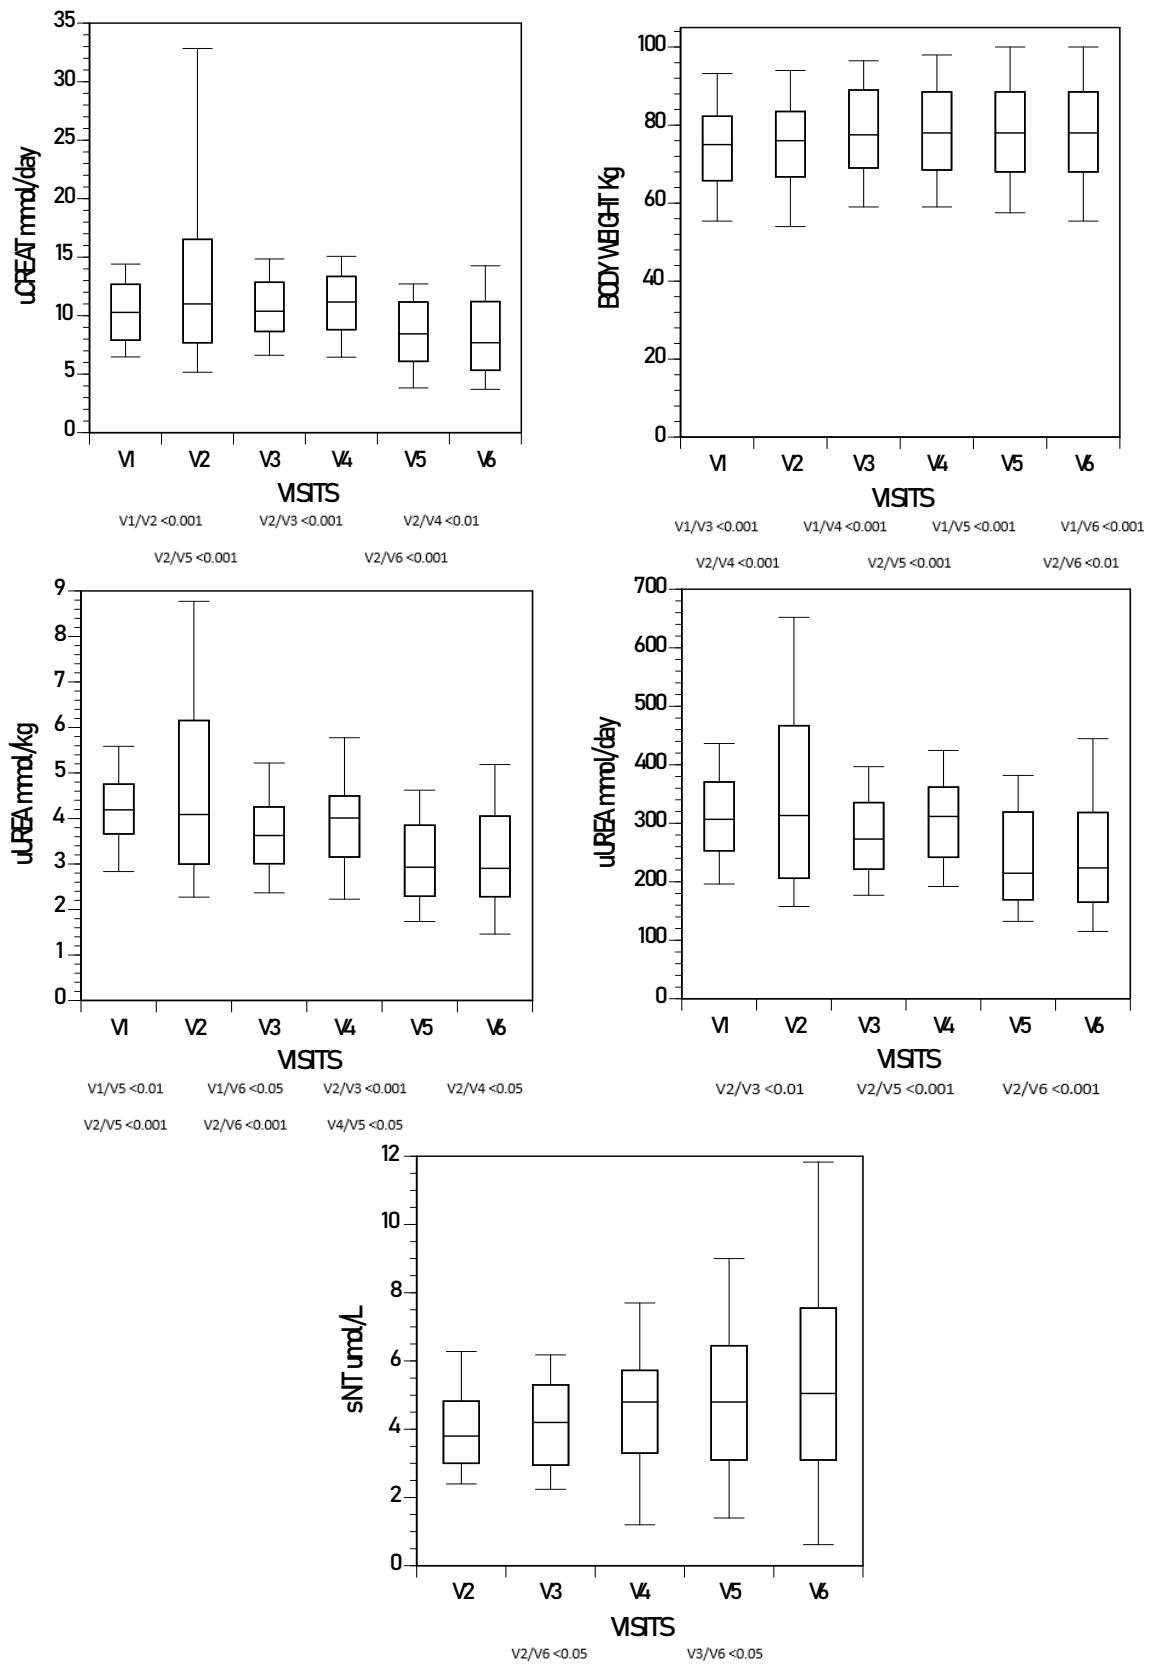 35
30
25
20
15
10
5
0
uCREAT mmol/day
V1 V2 V3 V4 V5 V6
VISITS
V1/V2 <0.001 V2/V3 <0.001 V2/V4 <0.01
V2/V5 <0.001 V2/V6 <0.001
100
80
60
40
20
0
BODY WEIGHT Kg
V1 V2 V3 V4 V5 V6
VISITS
V1/V3 <0.001 V1/V4 <0.001 V1/V5 <0.001 V1/V6 <0.001
V2/V4 <0.001 V2/V5 <0.001 V2/V6 <0.01
9
8
7
6
5
4
3
2
1
0
uUREA mmol/kg
V1 V2 V3 V4 V5 V6
VISITS
V1/V5 <0.01 V1/V6 <0.05 V2/V3 <0.001 V2/V4 <0.05
V2/V5 <0.001 V2/V6 <0.001 V4/V5 <0.05
700
600
500
400
300
200
100
0
uUREA mmol/day
V1 V2 V3 V4 V5 V6
VISITS
V2/V3 <0.01 V2/V5 <0.001 V2/V6 <0.001
12
10
8
6
4
2
0
sNT umol/L
V2 V3 V4 V5 V6
VISITS
V2/V6 <0.05 V3/V6 <0.05